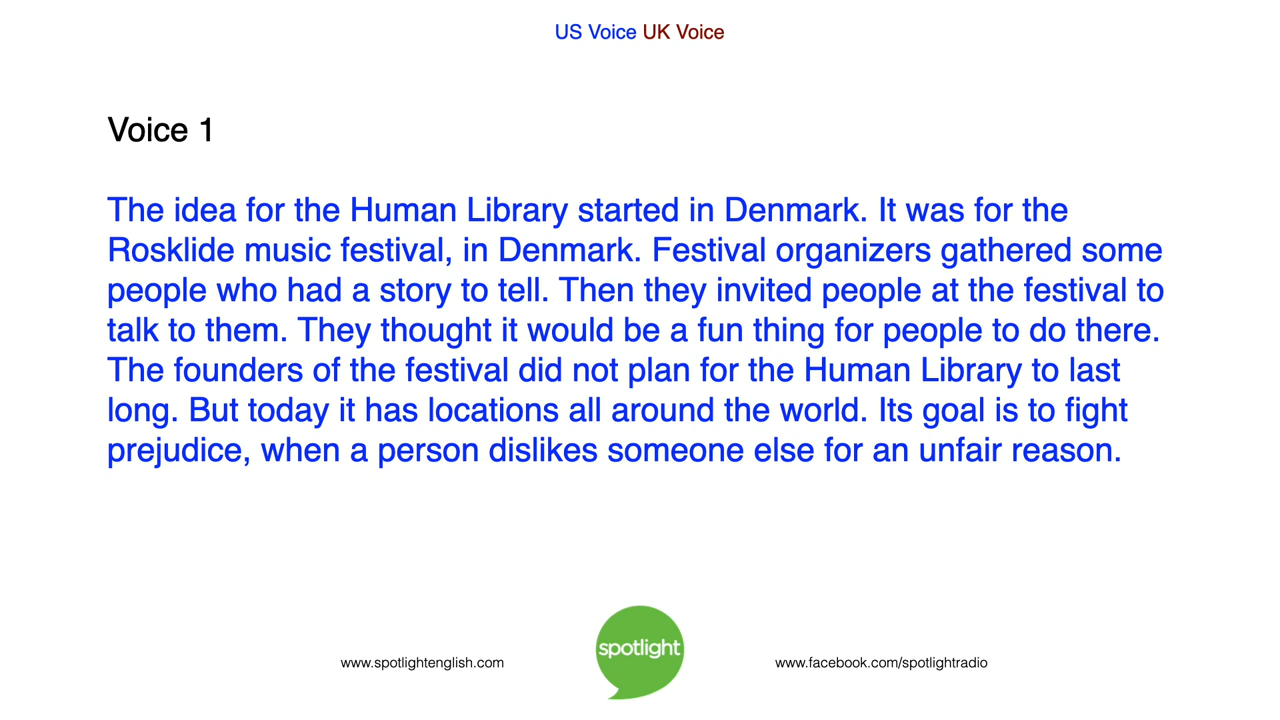 US Voice UK Voice
Voice 1
The idea for the Human Library started in Denmark. It was for the
Rosklide music festival, in Denmark. Festival organizers gathered some
people who had a story to tell. Then they invited people at the festival to
talk to them. They thought it would be a fun thing for people to do there.
The founders of the festival did not plan for the Human Library to last
long. But today it has locations all around the world. Its goal is to fight
prejudice, when a person dislikes someone else for an unfair reason.
www.spotlightenglish.com
spotlight
www.facebook.com/spotlightradio